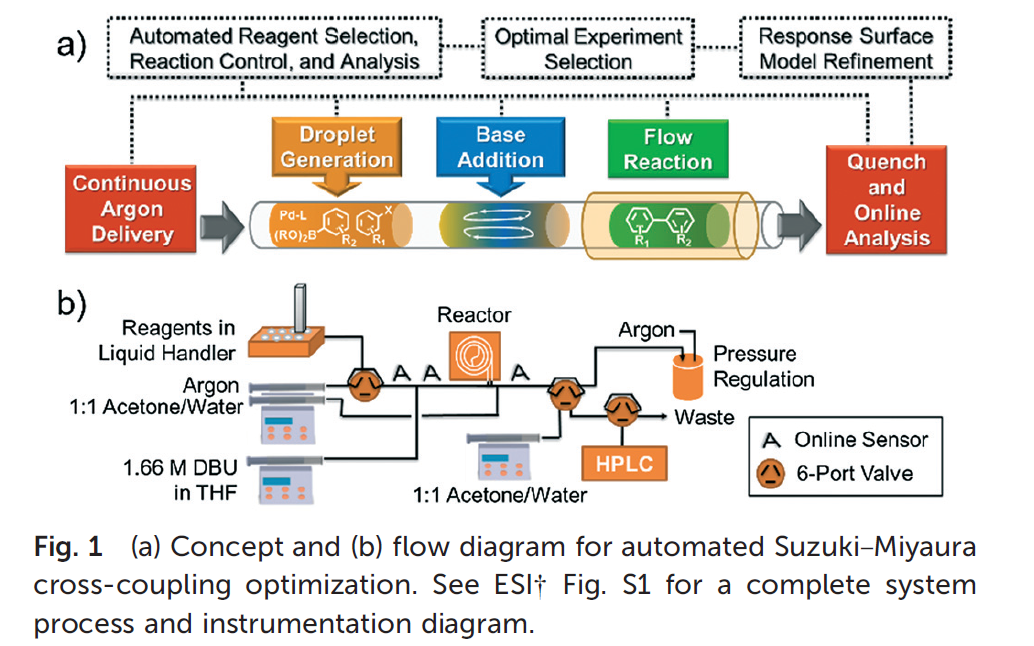 a)
Automated Reagent Selection,
Reaction Control, and Analysis
Optimal Experiment
Selection
Response Surface
Model Refinement
Droplet
Generation
Base
Addition
Flow
Reaction
Continuous
Argon
Delivery
Quench
and
Online
Analysis
Pd-L
X
(RO)₂B
R₂
R₁
R₁
R₂
b)
Reagents in
Liquid Handler
Reactor
Argon
Pressure
Regulation
Argon
1:1 Acetone/Water
Waste
1.66 M DBU
in THF
HPLC
1:1 Acetone/Water
Online Sensor
6-Port Valve
Fig. 1 (a) Concept and (b) flow diagram for automated Suzuki–Miyaura
cross-coupling optimization. See ESI† Fig. S1 for a complete system
process and instrumentation diagram.